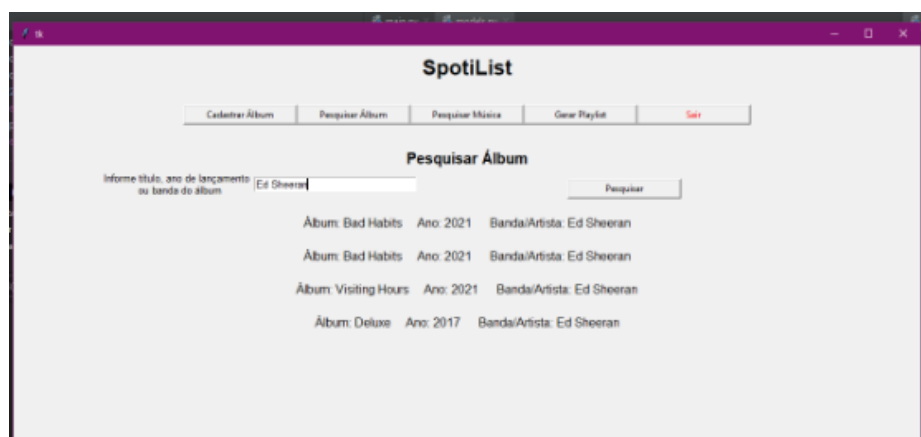 tk
SpotiList
Cadastrar Álbum Pesquisar Álbum Pesquisar Música Gerar Playlist Sair
Pesquisar Álbum
Informe título, ano de lançamento
ou banda do álbum
Ed Sheeran
Pesquisar
Álbum: Bad Habits Ano: 2021 Banda/Artista: Ed Sheeran
Álbum: Bad Habits Ano: 2021 Banda/Artista: Ed Sheeran
Álbum: Visiting Hours Ano: 2021 Banda/Artista: Ed Sheeran
Álbum: Deluxe Ano: 2017 Banda/Artista: Ed Sheeran